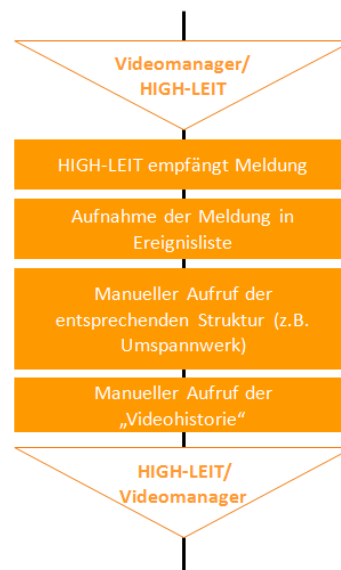 Videomanager/
HIGH-LEIT
HIGH-LEIT empfängt Meldung
Aufnahme der Meldung in
Ereignisliste
Manueller Aufruf der
entsprechenden Struktur (z.B.
Umspannwerk)
Manueller Aufruf der
„Videohistorie“
HIGH-LEIT/
Videomanager